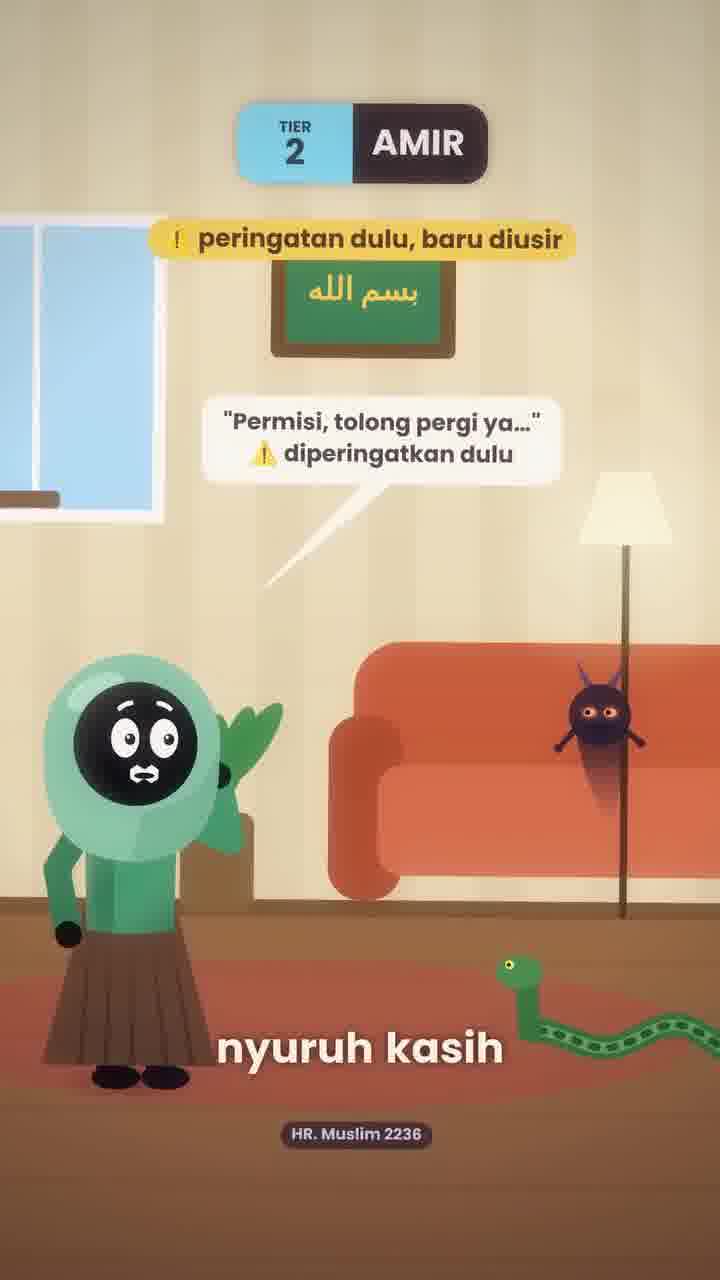 TIER
2
AMIR
⚠ peringatan dulu, baru diusir
بسم الله
"Permisi, tolong pergi ya..."
⚠️ diperingatkan dulu
nyuruh kasih
HR. Muslim 2236